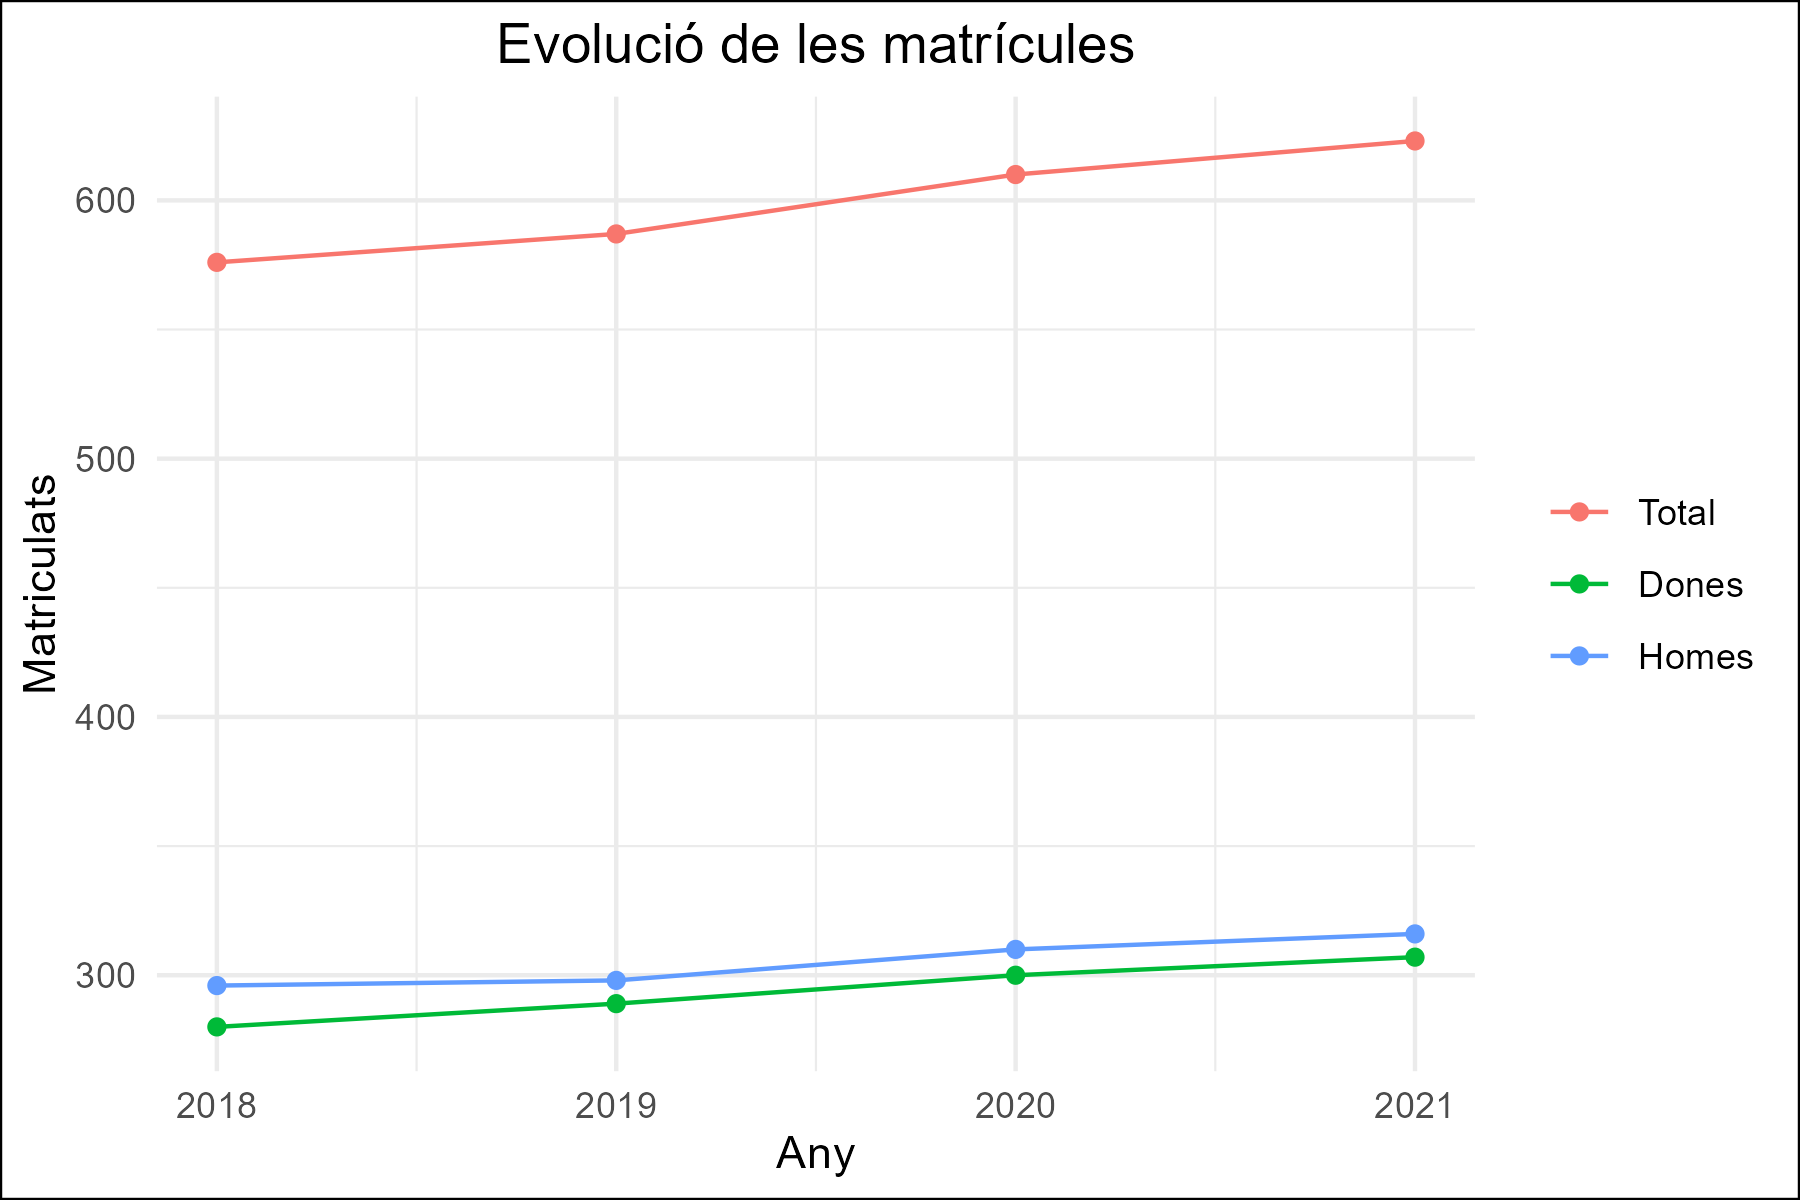 Evolució de les matrícules
600
500
400
300
Matriculats
2018 2019 2020 2021
Any
Total
Dones
Homes